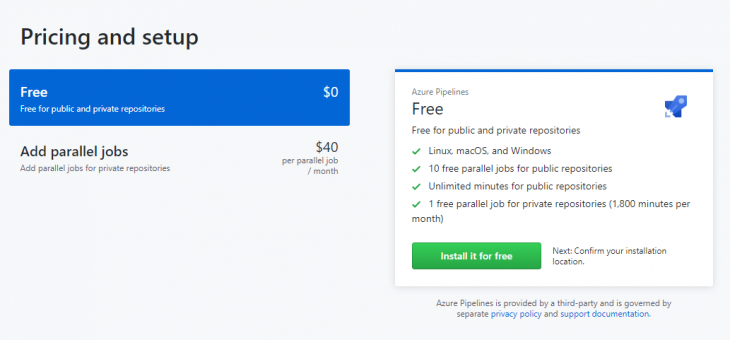 Pricing and setup
Free
$0
Free for public and private repositories
Add parallel jobs
$40
Add parallel jobs for private repositories
per parallel job
/ month
Azure Pipelines
Free
Free for public and private repositories
Linux, macOS, and Windows
10 free parallel jobs for public repositories
Unlimited minutes for public repositories
1 free parallel job for private repositories (1,800 minutes per
month)
Install it for free
Next: Confirm your installation
location.
Azure Pipelines is provided by a third-party and is governed by
separate privacy policy and support documentation.